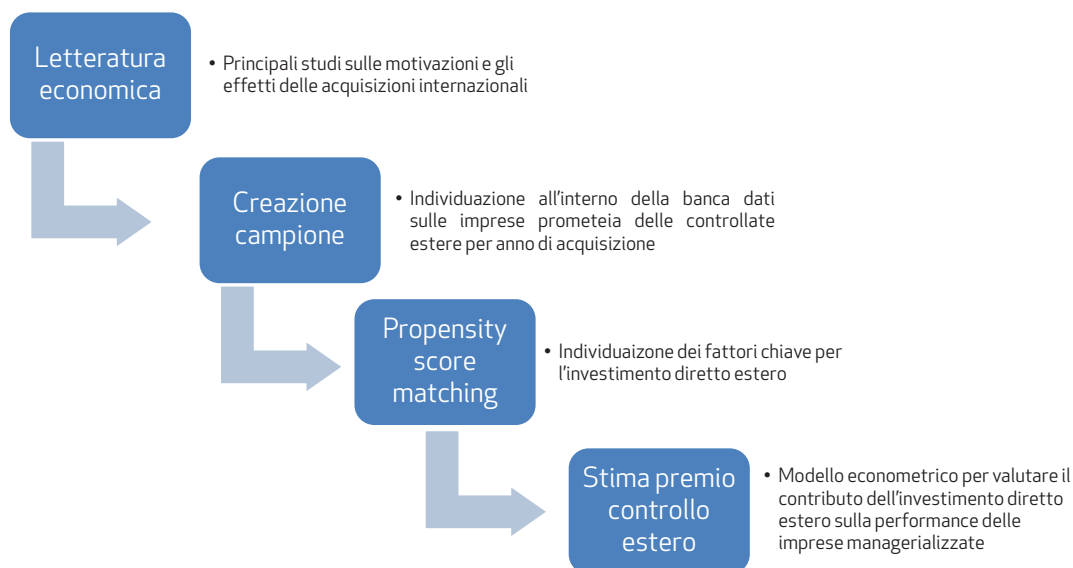 Letteratura
economica
• Principali studi sulle motivazioni e gli
effetti delle acquisizioni internazionali
Creazione
campione
• Individuazione all'interno della banca dati
sulle imprese prometeia delle controllate
estere per anno di acquisizione
Propensity
score
matching
• Individuaizone dei fattori chiave per
l'investimento diretto estero
Stima premio
controllo
estero
• Modello econometrico per valutare il
contributo dell'investimento diretto
estero sulla performance delle
imprese managerializzate